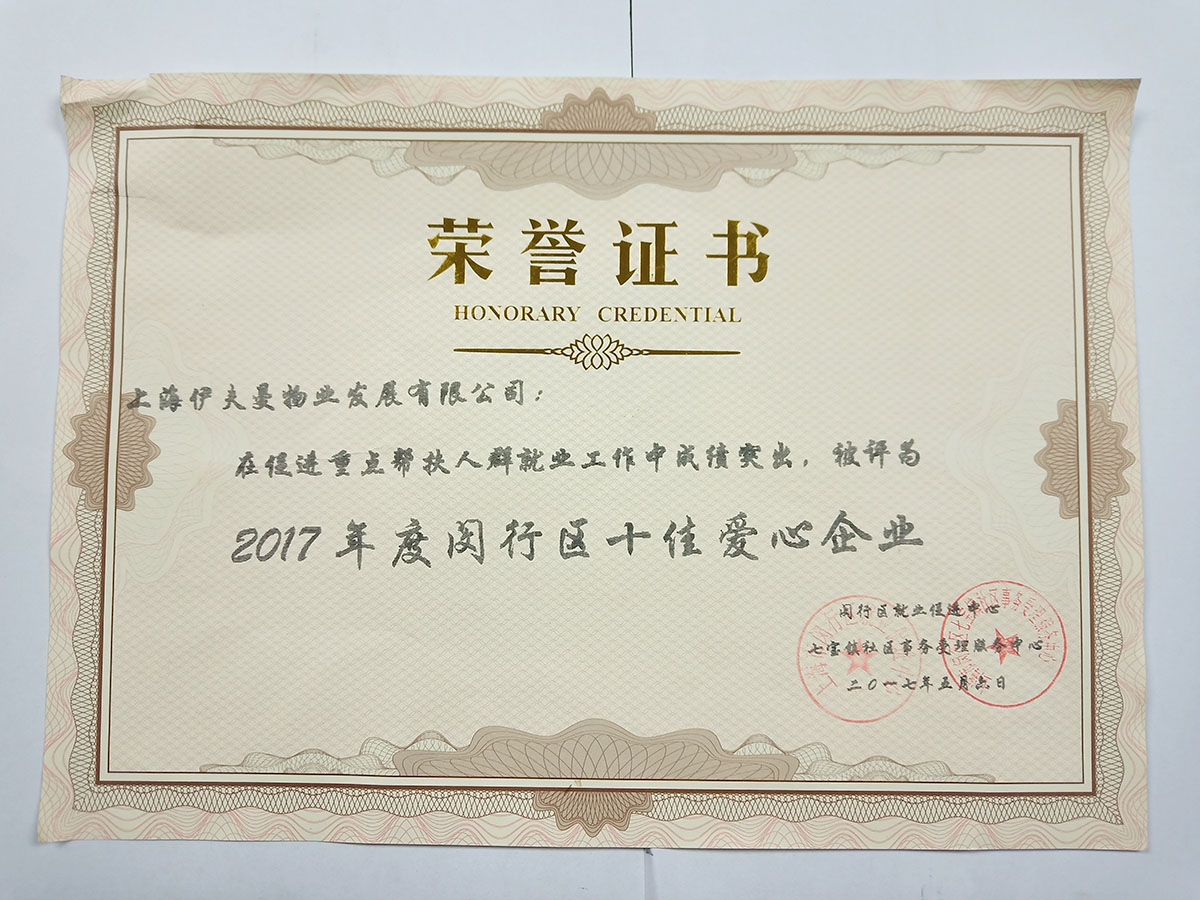 荣誉证书
HONORARY CREDENTIAL
上海伊夫曼物业发展有限公司：
在促进重点帮扶人群就业工作中成绩突出，被评为
2017年度闵行区十佳爱心企业
闵行区就业促进中心
七宝镇社区事务受理服务中心
二〇一七年五月